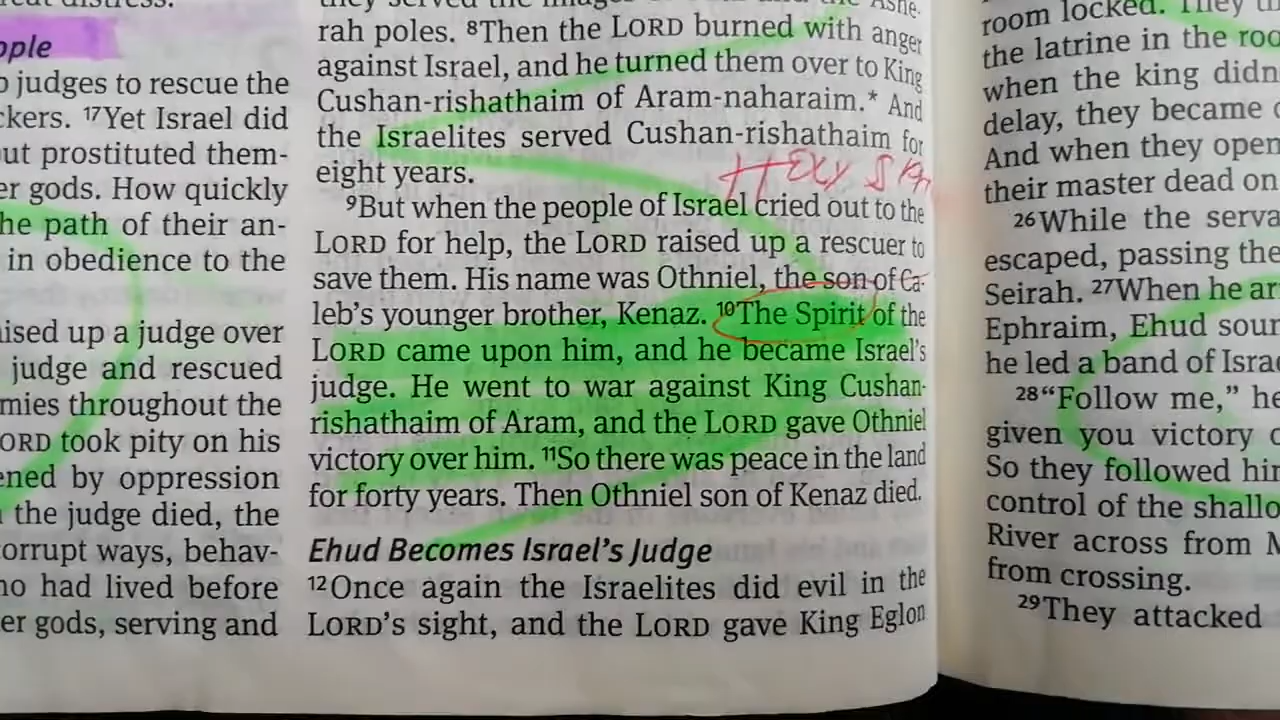 ople
o judges to rescue the
ckers. 17Yet Israel did
out prostituted them-
er gods. How quickly
he path of their an-
in obedience to the
ised up a judge over
judge and rescued
mies throughout the
ORD took pity on his
ened by oppression
the judge died, the
orrupt ways, behav-
ho had lived before
er gods, serving and
rah poles. 8Then the LORD burned with anger
against Israel, and he turned them over to King
Cushan-rishathaim of Aram-naharaim.* And
the Israelites served Cushan-rishathaim for
eight years.
HOLY SPI
9But when the people of Israel cried out to the
LORD for help, the LORD raised up a rescuer to
save them. His name was Othniel, the son of Ca-
leb's younger brother, Kenaz. 10The Spirit of the
LORD came upon him, and he became Israel's
judge. He went to war against King Cushan-
rishathaim of Aram, and the LORD gave Othniel
victory over him. 11So there was peace in the land
for forty years. Then Othniel son of Kenaz died.
Ehud Becomes Israel's Judge
12Once again the Israelites did evil in the
LORD's sight, and the LORD gave King Eglon
room locked. They
the latrine in the roo
when the king didn
delay, they became
And when they open
their master dead on
26While the serva
escaped, passing the
Seirah. 27When he ar
Ephraim, Ehud soun
he led a band of Isra
28"Follow me," he
given you victory
So they followed him
control of the shallo
River across from M
from crossing.
29They attacked